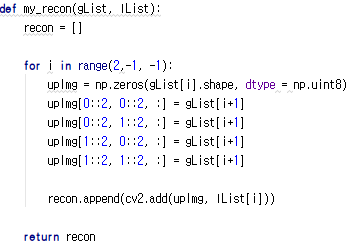 def my_recon(gList, lList):
    recon = []
    for i in range(2,-1, -1):
        upImg = np.zeros(gList[i].shape, dtype = np.uint8)
        upImg[0::2, 0::2, :] = gList[i+1]
        upImg[0::2, 1::2, :] = gList[i+1]
        upImg[1::2, 0::2, :] = gList[i+1]
        upImg[1::2, 1::2, :] = gList[i+1]
        recon.append(cv2.add(upImg, lList[i]))
    return recon